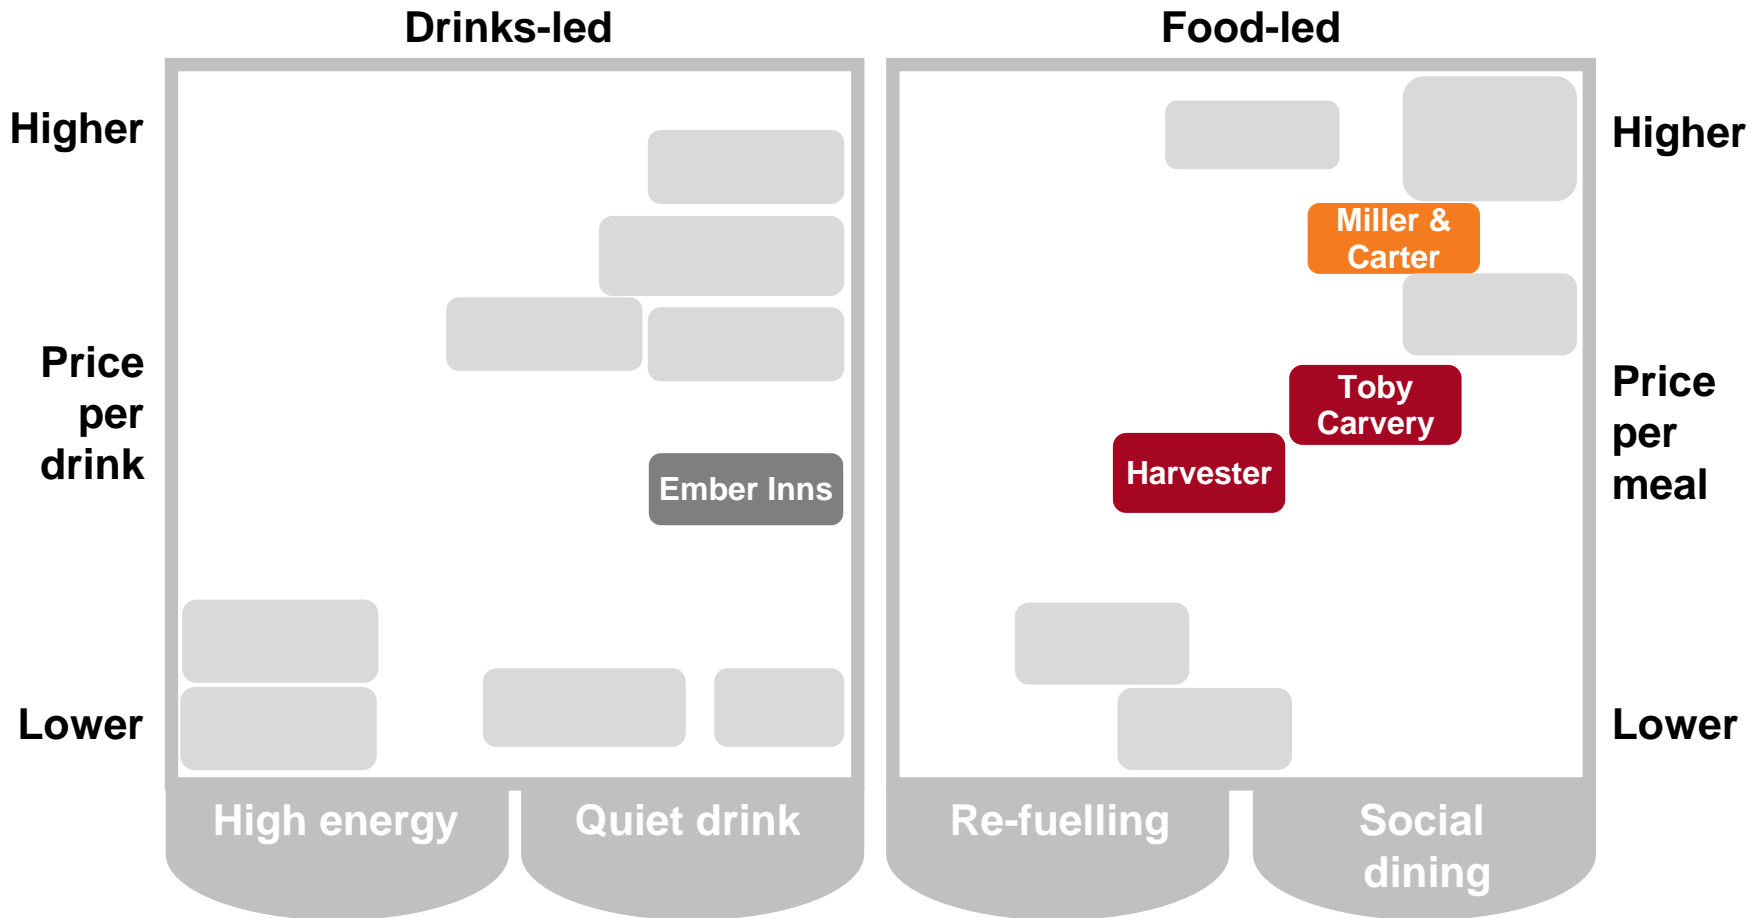 Drinks-led
Food-led
Higher
Price
per
drink
Lower
Ember Inns
Miller &
Carter
Toby
Carvery
Harvester
Higher
Price
per
meal
Lower
High energy
Quiet drink
Re-fuelling
Social
dining